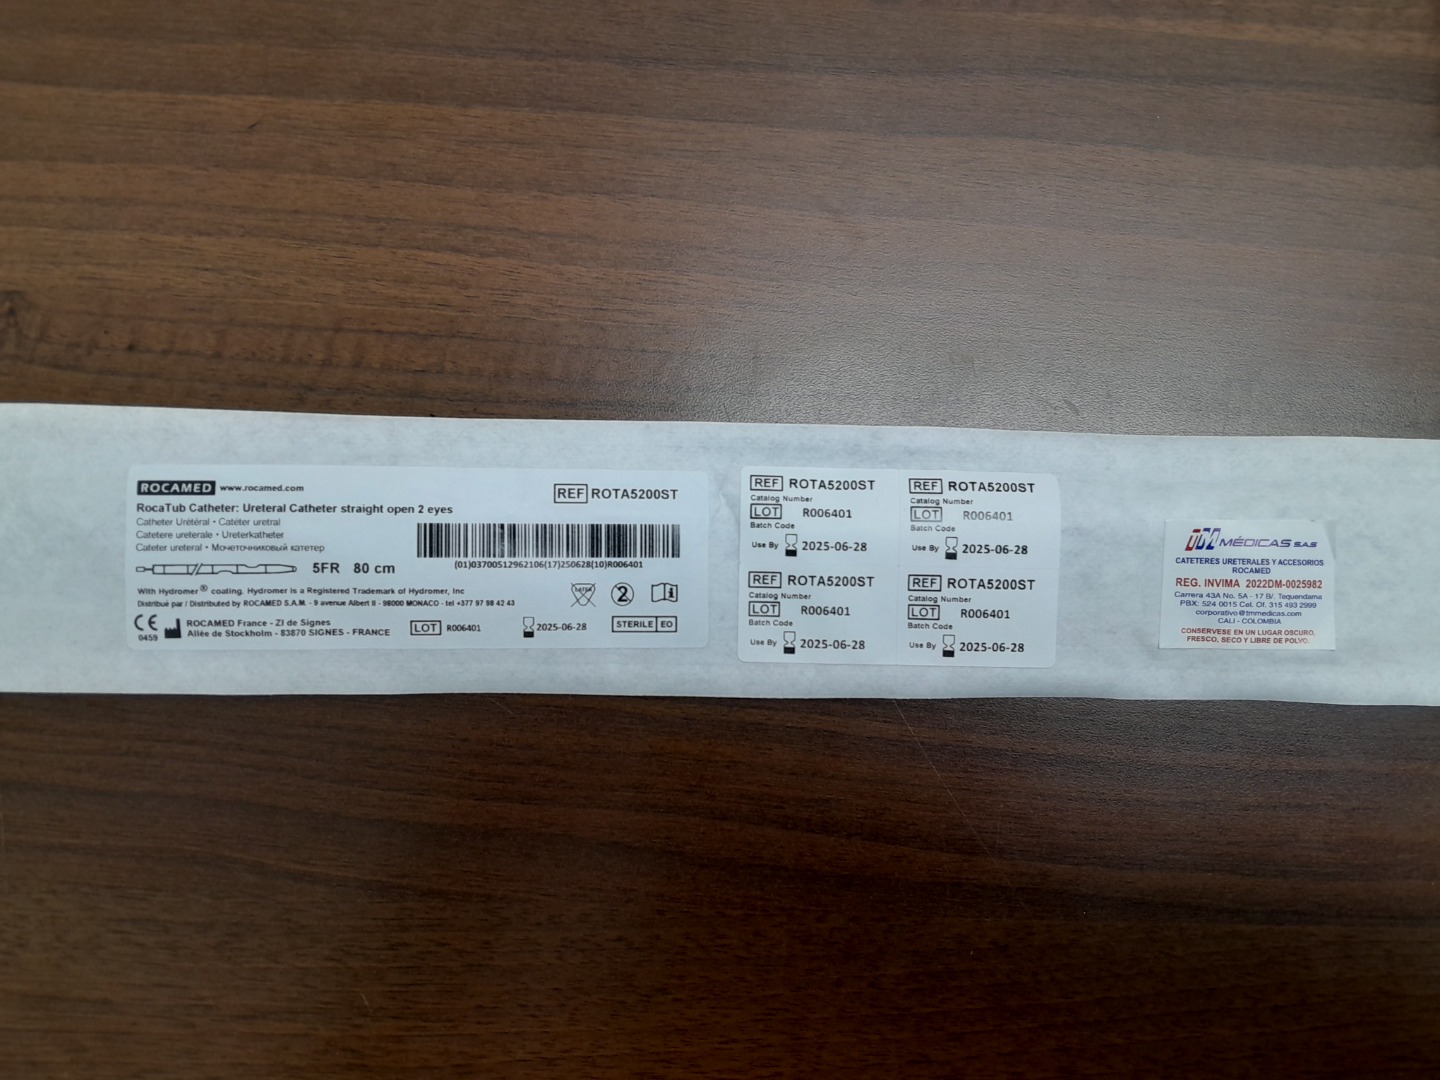 ROCAMED www.rocamed.com
REF ROTA5200ST
RocaTub Catheter: Ureteral Catheter straight open 2 eyes
Catheter Urétéral • Catéter uretral
Catetere ureterale • Ureterkatheter
Cateter ureteral • Мочеточниковый катетер
(01)03700512962106(17)250628(10)R006401
5FR 80 cm
With Hydromer® coating. Hydromer is a Registered Trademark of Hydromer, Inc
Distribué par / Distributed by ROCAMED S.A.M. - 9 avenue Albert II - 98000 MONACO - tel +377 97 98 42 43
LATEX
2
CE
0459
ROCAMED France - ZI de Signes
Allée de Stockholm - 83870 SIGNES - FRANCE
LOT R006401
2025-06-28
STERILE EO
REF ROTA5200ST
Catalog Number
LOT R006401
Batch Code
Use By 2025-06-28
REF ROTA5200ST
Catalog Number
LOT R006401
Batch Code
Use By 2025-06-28
REF ROTA5200ST
Catalog Number
LOT R006401
Batch Code
Use By 2025-06-28
REF ROTA5200ST
Catalog Number
LOT R006401
Batch Code
Use By 2025-06-28
TM MÉDICAS S.A.S
CATETERES URETERALES Y ACCESORIOS
ROCAMED
REG. INVIMA 2022DM-0025982
Carrera 43A No. 5A - 17 B/. Tequendama
PBX: 524 0015 Cel. Of. 315 493 2999
corporativo@tmmedicas.com
CALI - COLOMBIA
CONSERVESE EN UN LUGAR OSCURO,
FRESCO, SECO Y LIBRE DE POLVO.